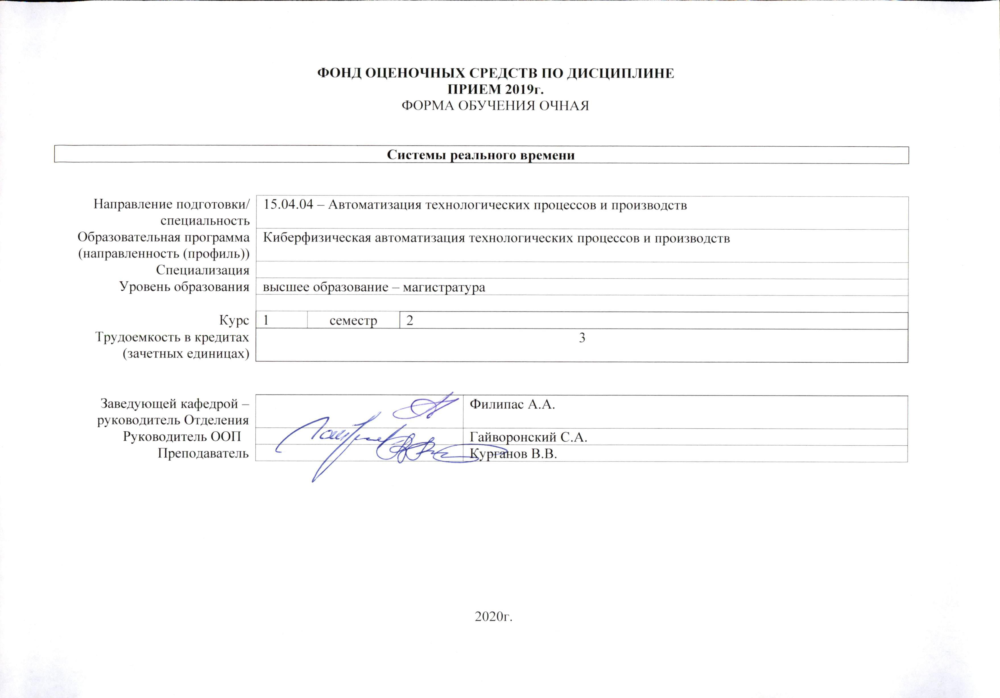 ФОНД ОЦЕНОЧНЫХ СРЕДСТВ ПО ДИСЦИПЛИНЕ
ПРИЕМ 2019г.
ФОРМА ОБУЧЕНИЯ ОЧНАЯ
Системы реального времени
Направление подготовки/ 15.04.04 – Автоматизация технологических процессов и производств
специальность
Образовательная программа Киберфизическая автоматизация технологических процессов и производств
(направленность (профиль))
Специализация
Уровень образования высшее образование – магистратура
Курс 1 семестр 2
Трудоемкость в кредитах 3
(зачетных единицах)
Заведующей кафедрой – Филипас А.А.
руководитель Отделения
Руководитель ООП Гайворонский С.А.
Преподаватель Курганов В.В.
2020г.